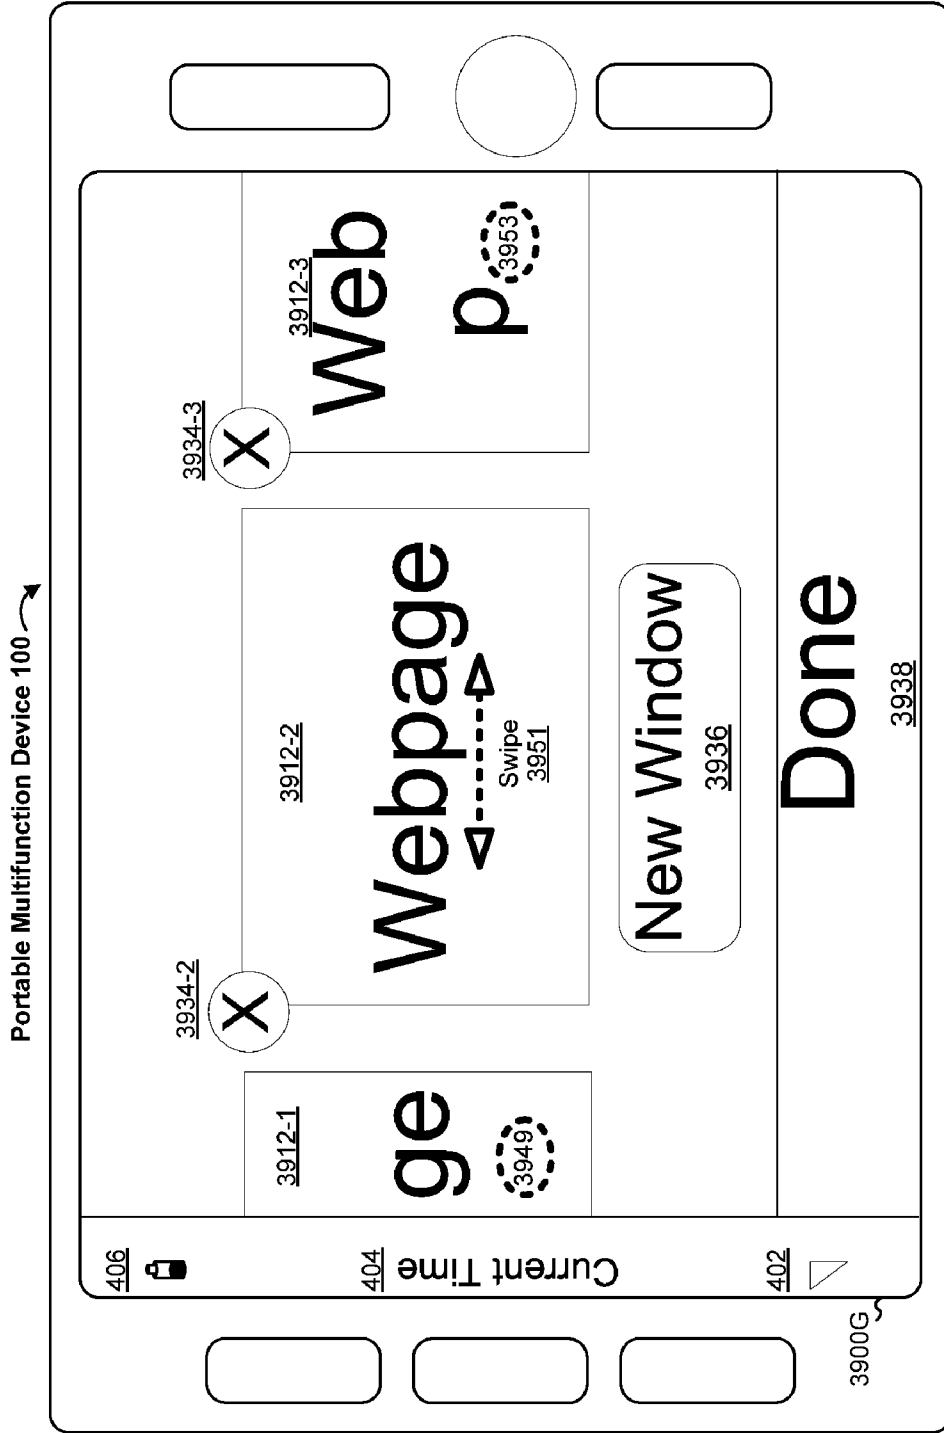 Portable Multifunction Device 100
406
404
Current Time
402
3912-1
ge
3949
3934-2
X
3912-2
Webpage
Swipe
3951
3934-3
X
3912-3
Web
p
3953
New Window
3936
Done
3938
3900G